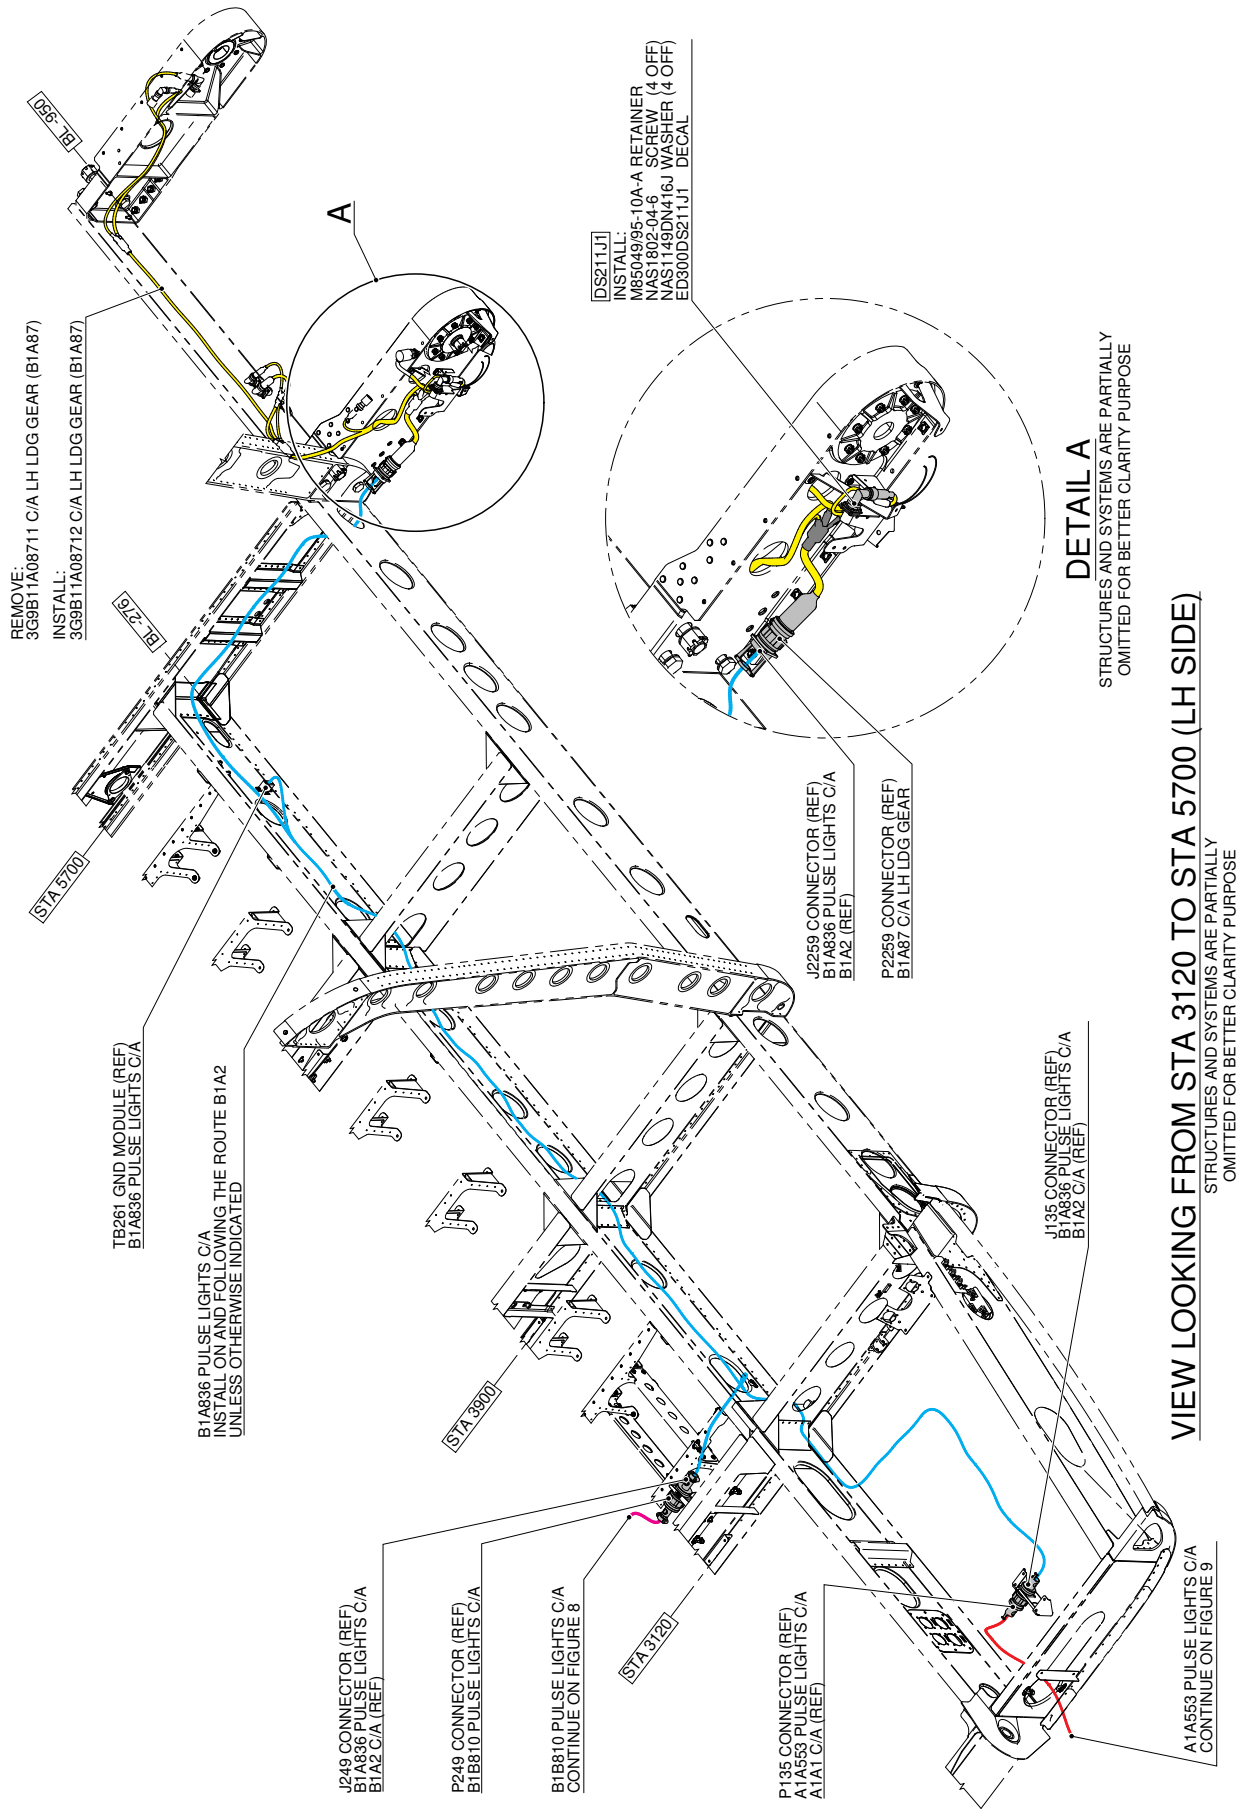 REMOVE:
3G9B11A08711 C/A LH LDG GEAR (B1A87)
INSTALL:
3G9B11A08712 C/A LH LDG GEAR (B1A87)
BL -950
A
BL -276
STA 5700
TB261 GND MODULE (REF)
B1A836 PULSE LIGHTS C/A
B1A836 PULSE LIGHTS C/A
INSTALL ON AND FOLLOWING THE ROUTE B1A2
UNLESS OTHERWISE INDICATED
STA 3900
J249 CONNECTOR (REF)
B1A836 PULSE LIGHTS C/A
B1A2 C/A (REF)
P249 CONNECTOR (REF)
B1B810 PULSE LIGHTS C/A
B1B810 PULSE LIGHTS C/A
CONTINUE ON FIGURE 8
STA 3120
P135 CONNECTOR (REF)
A1A553 PULSE LIGHTS C/A
A1A1 C/A (REF)
J135 CONNECTOR (REF)
B1A836 PULSE LIGHTS C/A
B1A2 C/A (REF)
A1A553 PULSE LIGHTS C/A
CONTINUE ON FIGURE 9
DS211J1
INSTALL:
M85049/95-10A-A RETAINER
NAS1802-04-6 SCREW (4 OFF)
NAS1149DN416J WASHER (4 OFF)
ED300DS211J1 DECAL
J2259 CONNECTOR (REF)
B1A836 PULSE LIGHTS C/A
B1A2 (REF)
P2259 CONNECTOR (REF)
B1A87 C/A LH LDG GEAR
DETAIL A
STRUCTURES AND SYSTEMS ARE PARTIALLY
OMITTED FOR BETTER CLARITY PURPOSE
VIEW LOOKING FROM STA 3120 TO STA 5700 (LH SIDE)
STRUCTURES AND SYSTEMS ARE PARTIALLY
OMITTED FOR BETTER CLARITY PURPOSE